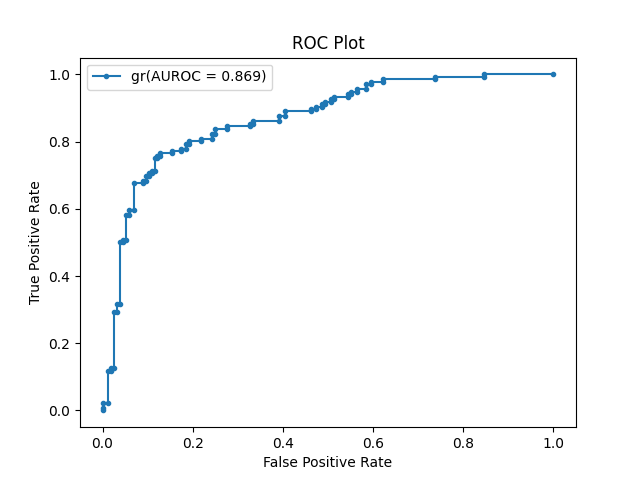 ROC Plot
gr(AUROC = 0.869)
1.0
0.8
0.6
0.4
0.2
0.0
True Positive Rate
0.0 0.2 0.4 0.6 0.8 1.0
False Positive Rate